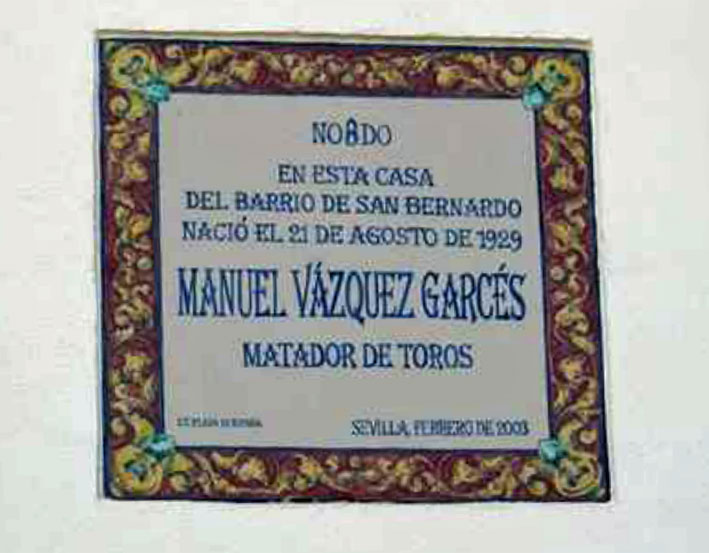 NO8DO
EN ESTA CASA
DEL BARRIO DE SAN BERNARDO
NACIÓ EL 21 DE AGOSTO DE 1929
MANUEL VÁZQUEZ GARCÉS
MATADOR DE TOROS
SEVILLA, FEBRERO DE 2003